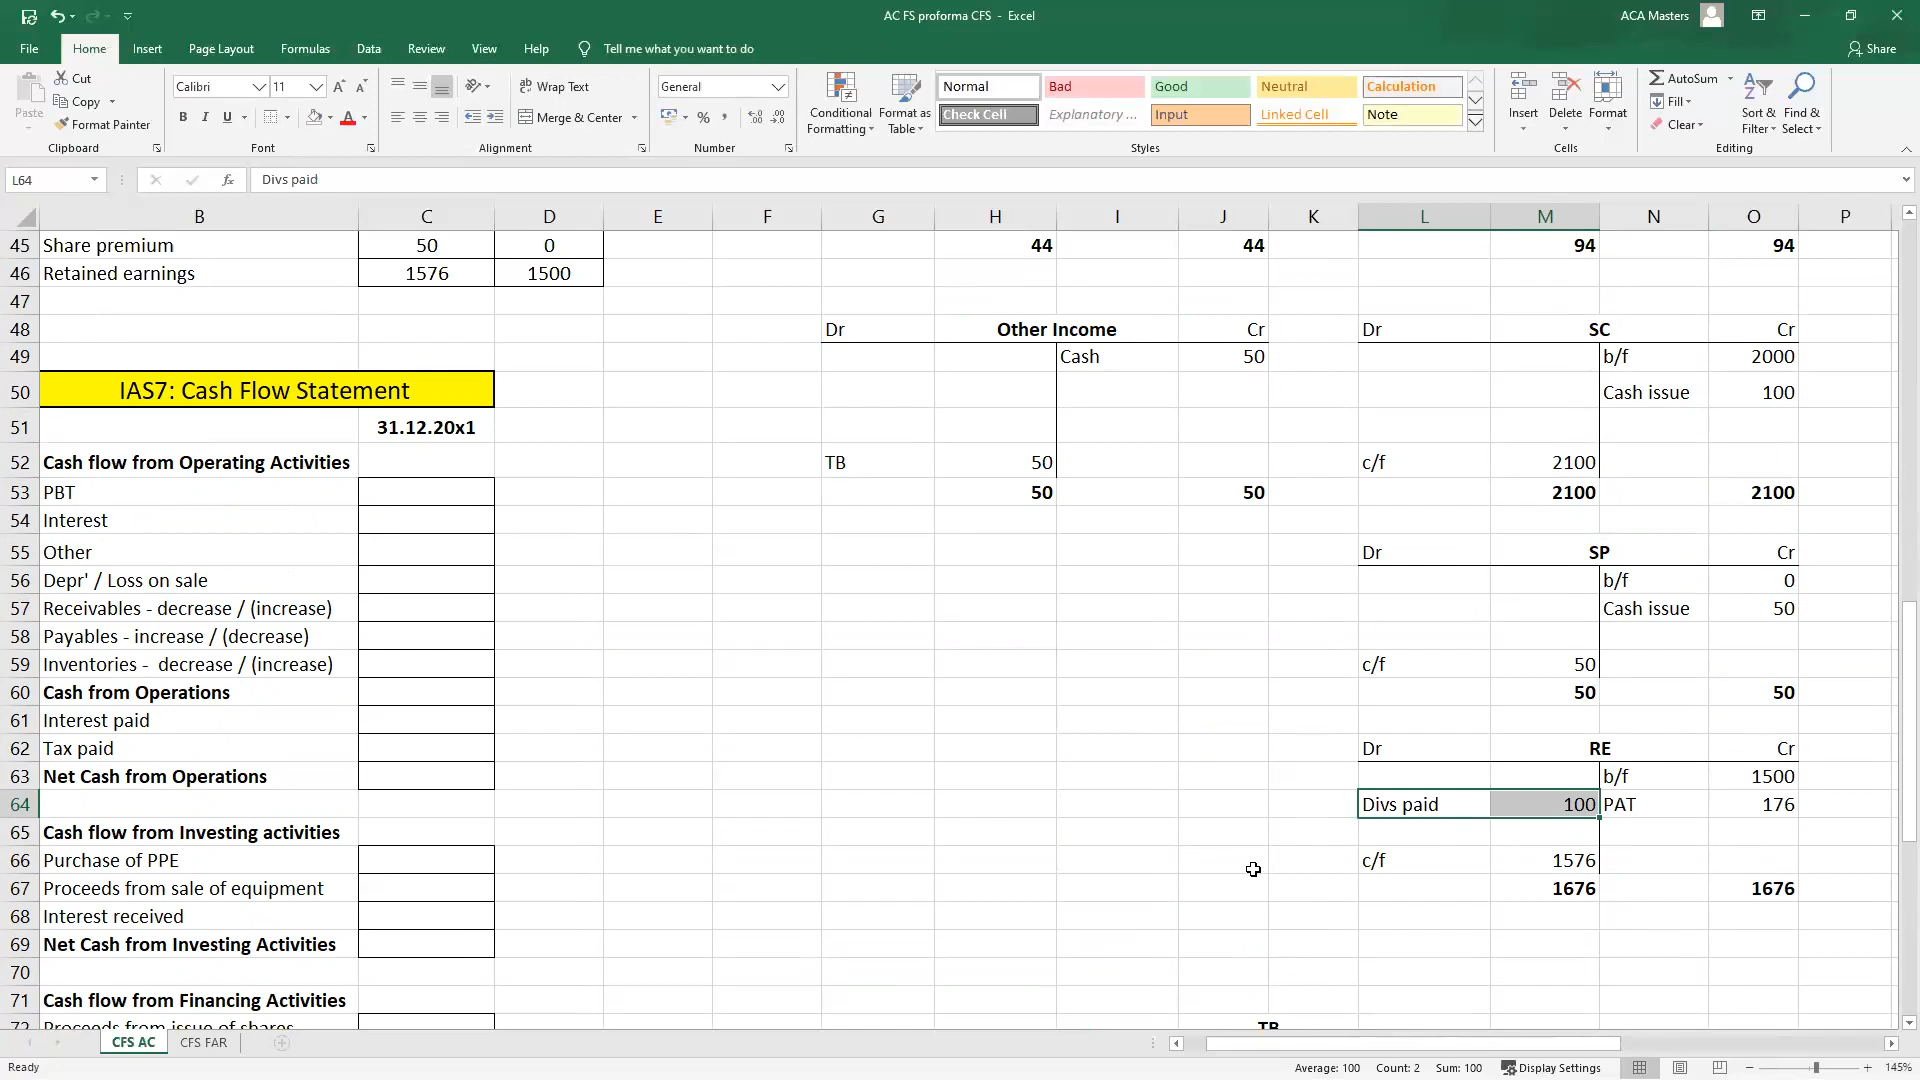 AC FS proforma CFS - Excel
ACA Masters
File Home Insert Page Layout Formulas Data Review View Help Tell me what you want to do Share
Paste
Cut
Copy
Format Painter
Clipboard
Calibri 11
B I U
Font
Wrap Text
Merge & Center
Alignment
General
Number
Conditional Formatting
Format as Table
Normal Bad Good Neutral Calculation
Check Cell Explanatory ... Input Linked Cell Note
Styles
Insert Delete Format
Cells
AutoSum
Fill
Clear
Sort & Filter
Find & Select
Editing
L64 fx Divs paid
B C D E F G H I J K L M N O P
45 Share premium 50 0 44 44 94 94
46 Retained earnings 1576 1500
47
48 Dr Other Income Cr Dr SC Cr
49 Cash 50 b/f 2000
50 IAS7: Cash Flow Statement Cash issue 100
51 31.12.20x1
52 Cash flow from Operating Activities TB 50 c/f 2100
53 PBT 50 50 2100 2100
54 Interest
55 Other Dr SP Cr
56 Depr' / Loss on sale b/f 0
57 Receivables - decrease / (increase) Cash issue 50
58 Payables - increase / (decrease)
59 Inventories - decrease / (increase) c/f 50
60 Cash from Operations 50 50
61 Interest paid
62 Tax paid Dr RE Cr
63 Net Cash from Operations b/f 1500
64 Divs paid 100 PAT 176
65 Cash flow from Investing activities
66 Purchase of PPE c/f 1576
67 Proceeds from sale of equipment 1676 1676
68 Interest received
69 Net Cash from Investing Activities
70
71 Cash flow from Financing Activities
72 Proceeds from issue of shares TB
CFS AC CFS FAR
Ready Average: 100 Count: 2 Sum: 100 Display Settings 145%